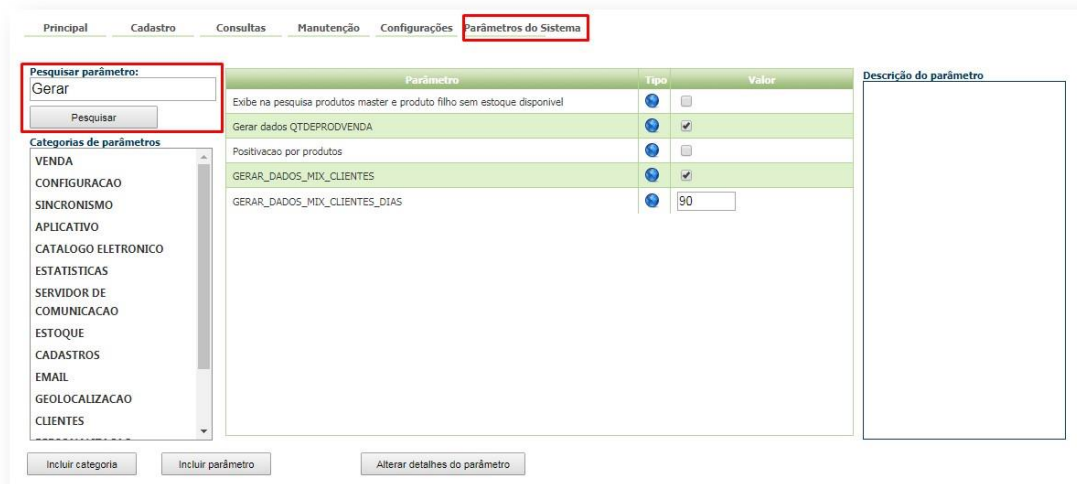 Principal Cadastro Consultas Manutenção Configurações Parâmetros do Sistema
Pesquisar parâmetro:
Gerar
Pesquisar
Categorias de parâmetros
VENDA
CONFIGURACAO
SINCRONISMO
APLICATIVO
CATALOGO ELETRONICO
ESTATISTICAS
SERVIDOR DE
COMUNICACAO
ESTOQUE
CADASTROS
EMAIL
GEOLOCALIZACAO
CLIENTES
Parâmetro Tipo Valor
Exibe na pesquisa produtos master e produto filho sem estoque disponivel
Gerar dados QTDEPRODVENDA
Positivacao por produtos
GERAR_DADOS_MIX_CLIENTES
GERAR_DADOS_MIX_CLIENTES_DIAS 90
Descrição do parâmetro
Incluir categoria Incluir parâmetro Alterar detalhes do parâmetro